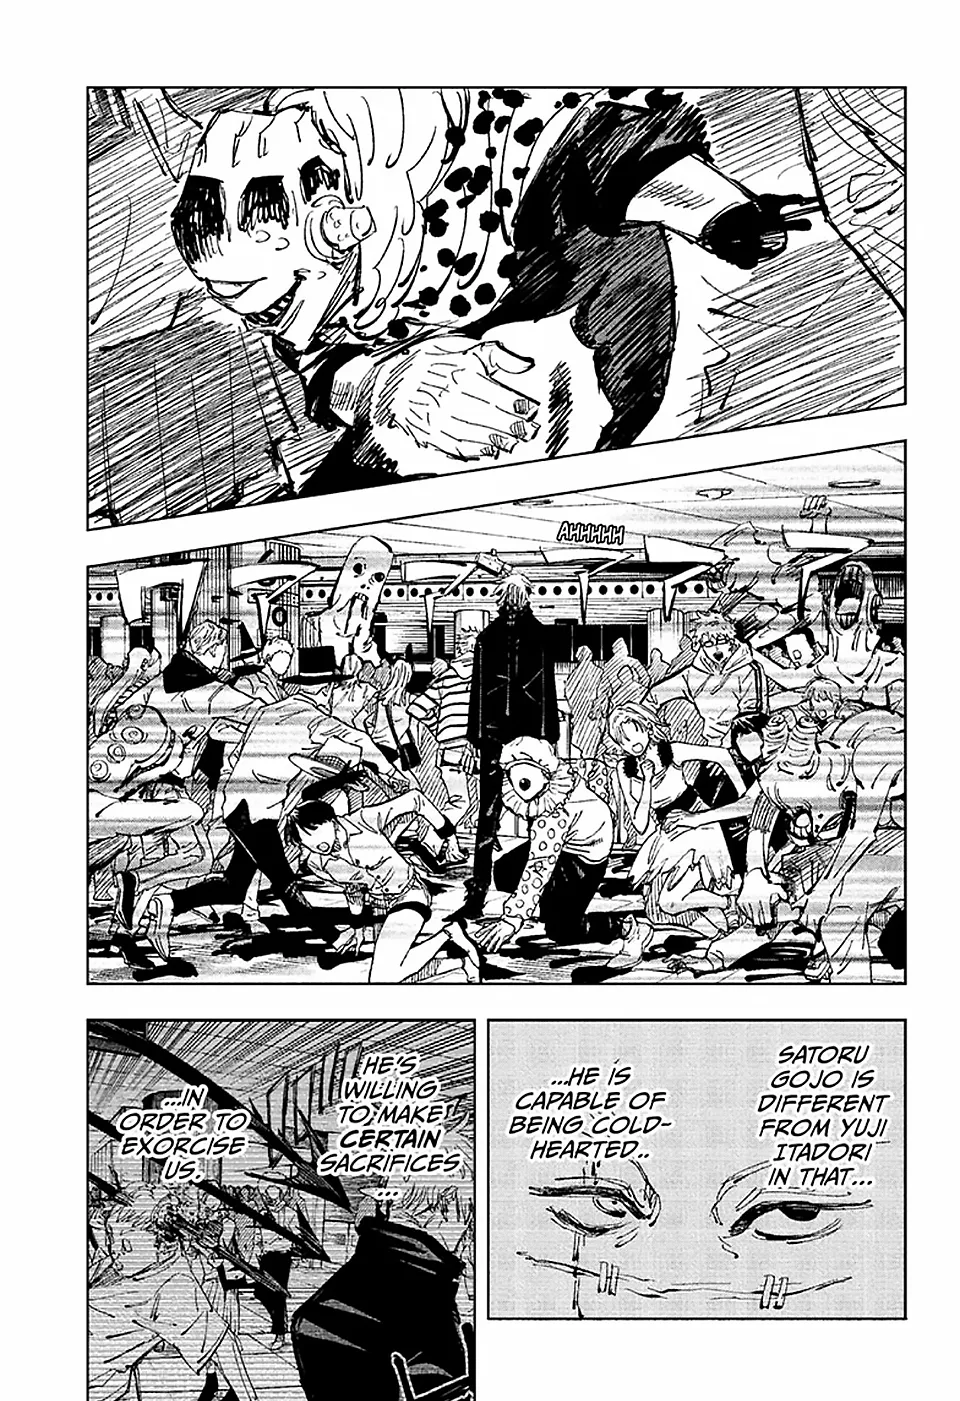 AHHHHH
SATORU
GOJO IS
DIFFERENT
FROM YUJI
ITADORI
IN THAT...
...HE IS
CAPABLE OF
BEING COLD-
HEARTED..
HE'S
WILLING
TO MAKE
CERTAIN
SACRIFICES
...
...IN
ORDER TO
EXORCISE
US.